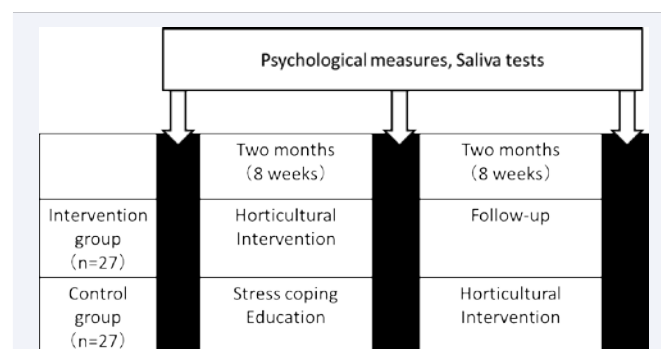 Psychological measures, Saliva tests
Two months
（8 weeks）
Two months
（8 weeks）
Intervention
group
（n=27）
Horticultural
Intervention
Follow-up
Control
group
（n=27）
Stress coping
Education
Horticultural
Intervention